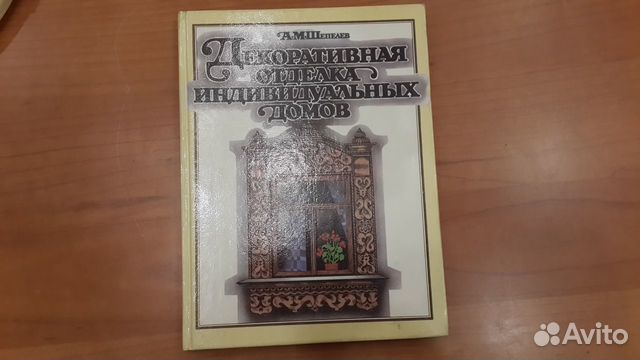 А.М.Шепелев
Декоративная
отделка
индивидуальных
домов
Avito